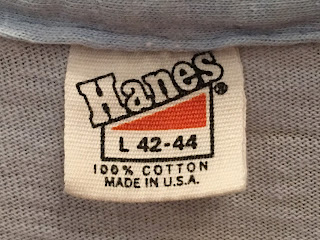 Hanes®
L 42-44
100% COTTON
MADE IN U.S.A.